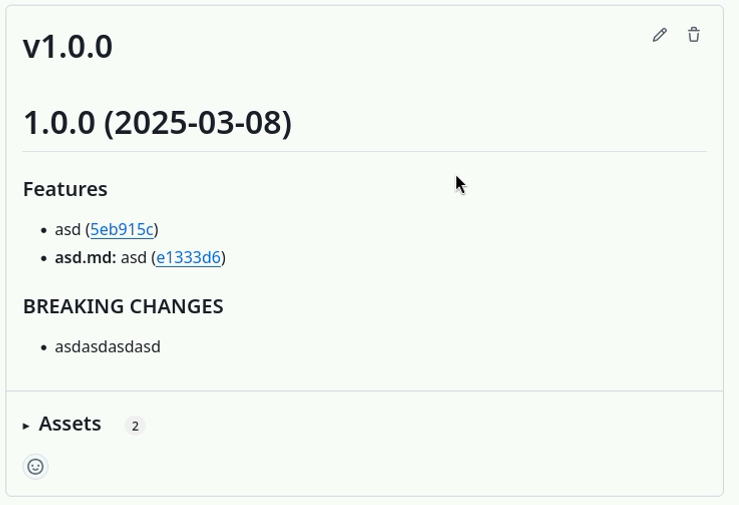 v1.0.0
1.0.0 (2025-03-08)
Features
• asd (5eb915c)
• asd.md: asd (e1333d6)
BREAKING CHANGES
• asdasdasdasd
Assets 2